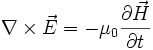 ∇ × E⃗ = −μ₀ ∂H⃗/∂t